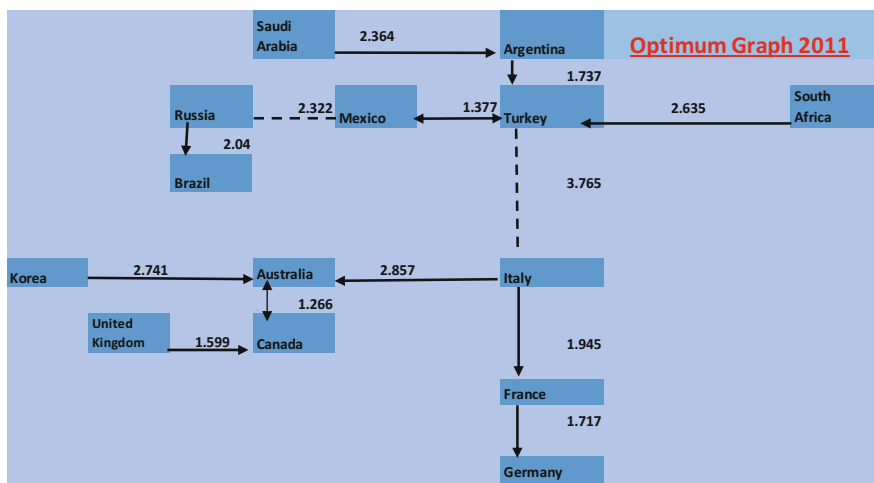 Saudi
Arabia
2.364
Argentina
Optimum Graph 2011
1.737
Russia
2.322
Mexico
1.377
Turkey
2.635
South
Africa
2.04
Brazil
3.765
Korea
2.741
Australia
2.857
Italy
1.266
United
Kingdom
1.599
Canada
1.945
France
1.717
Germany